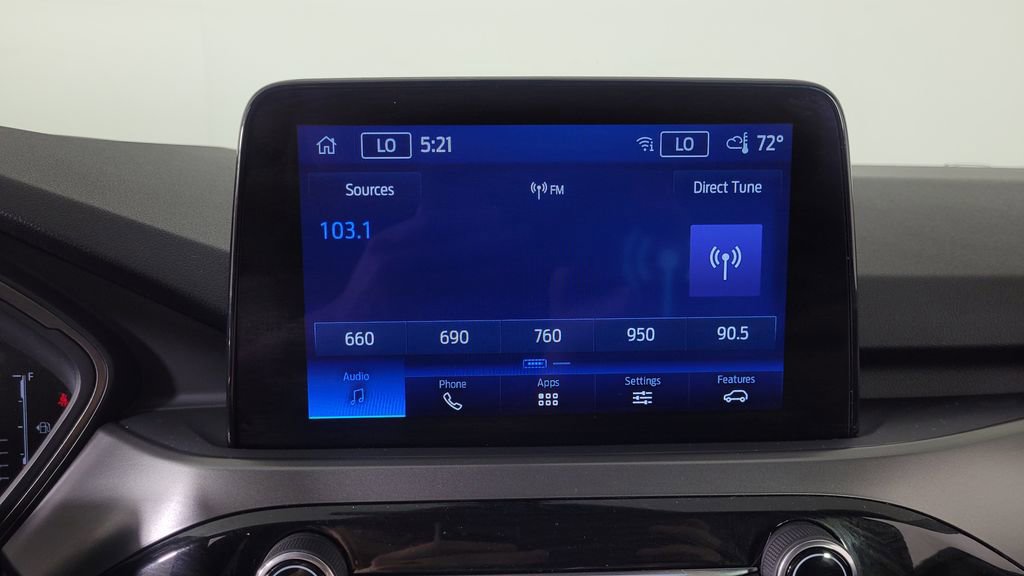 LO 5:21 LO 72°
Sources FM Direct Tune
103.1
660 690 760 950 90.5
Audio Phone Apps Settings Features
F